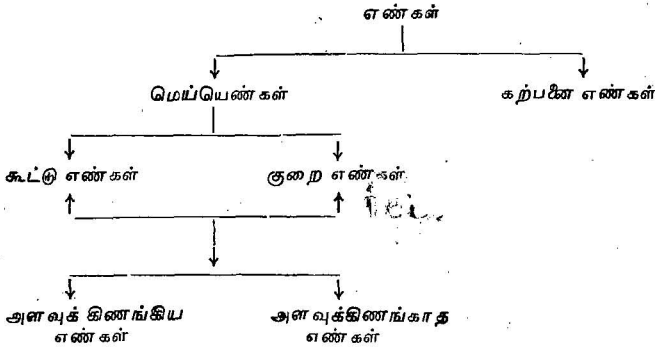 எண்கள்
மெய்யெண்கள் கற்பனை எண்கள்
கூட்டு எண்கள் குறை எண்கள்
அளவுக் கிணங்கிய அளவுக்கிணங்காத
எண்கள் எண்கள்